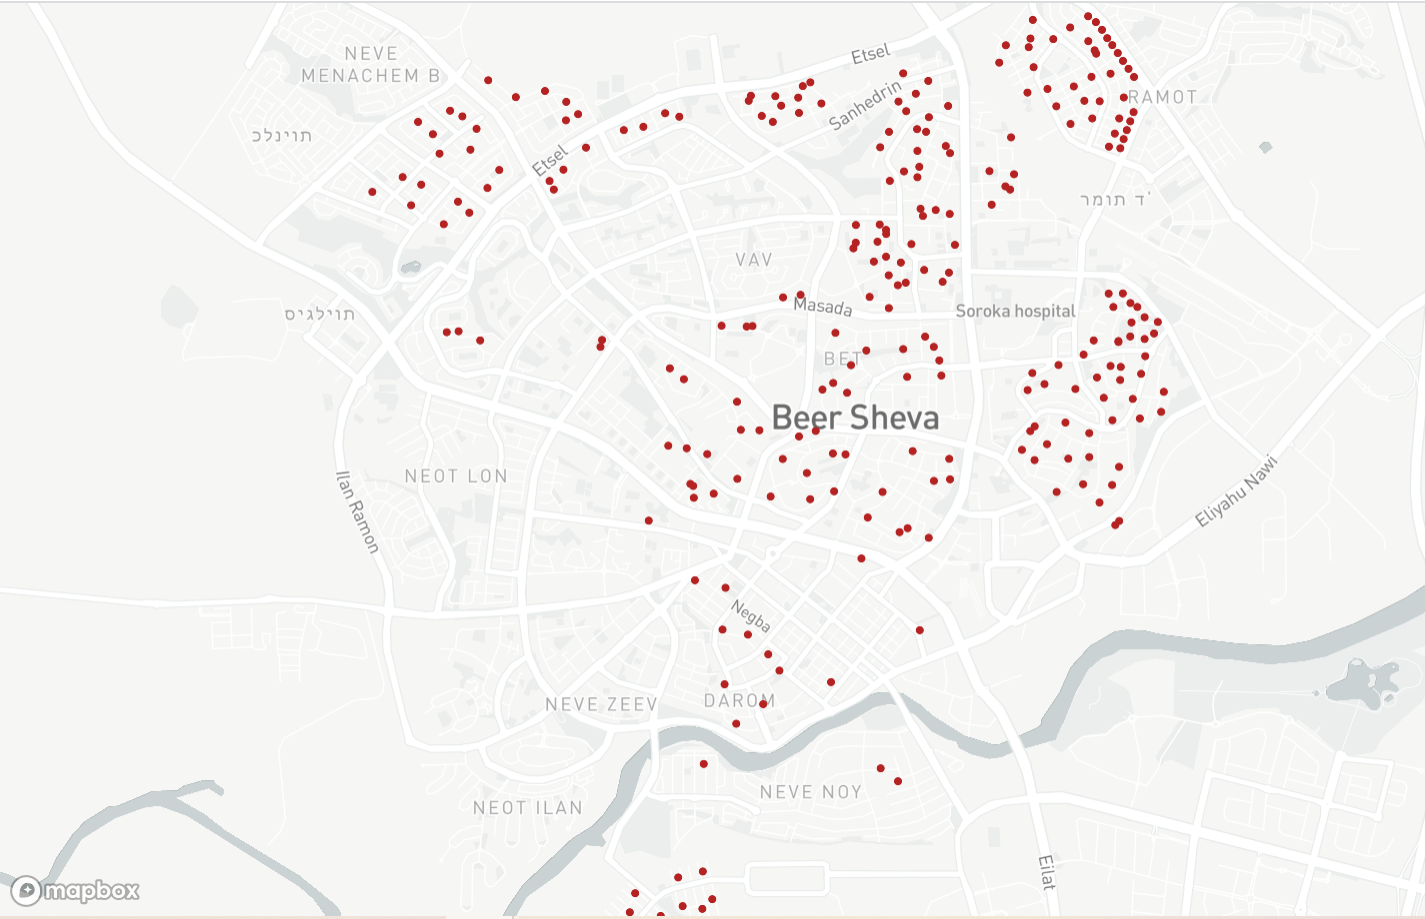 NEVE
MENACHEM B
Etsel
Sanhedrin
RAMOT
תוינלכ
Etsel
'ד תומר
VAV
תוילגיס
Masada
Soroka hospital
BET
Beer Sheva
NEOT LON
Ilan Ramon
Eliyahu Nawi
Negba
NEVE ZEEV
DAROM
NEVE NOY
NEOT ILAN
Eilat
mapbox